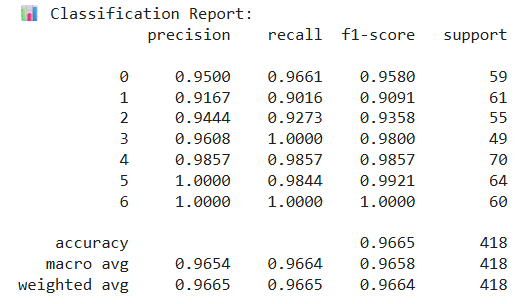 📊 Classification Report:
precision recall f1-score support
0 0.9500 0.9661 0.9580 59
1 0.9167 0.9016 0.9091 61
2 0.9444 0.9273 0.9358 55
3 0.9608 1.0000 0.9800 49
4 0.9857 0.9857 0.9857 70
5 1.0000 0.9844 0.9921 64
6 1.0000 1.0000 1.0000 60
accuracy 0.9665 418
macro avg 0.9654 0.9664 0.9658 418
weighted avg 0.9665 0.9665 0.9664 418